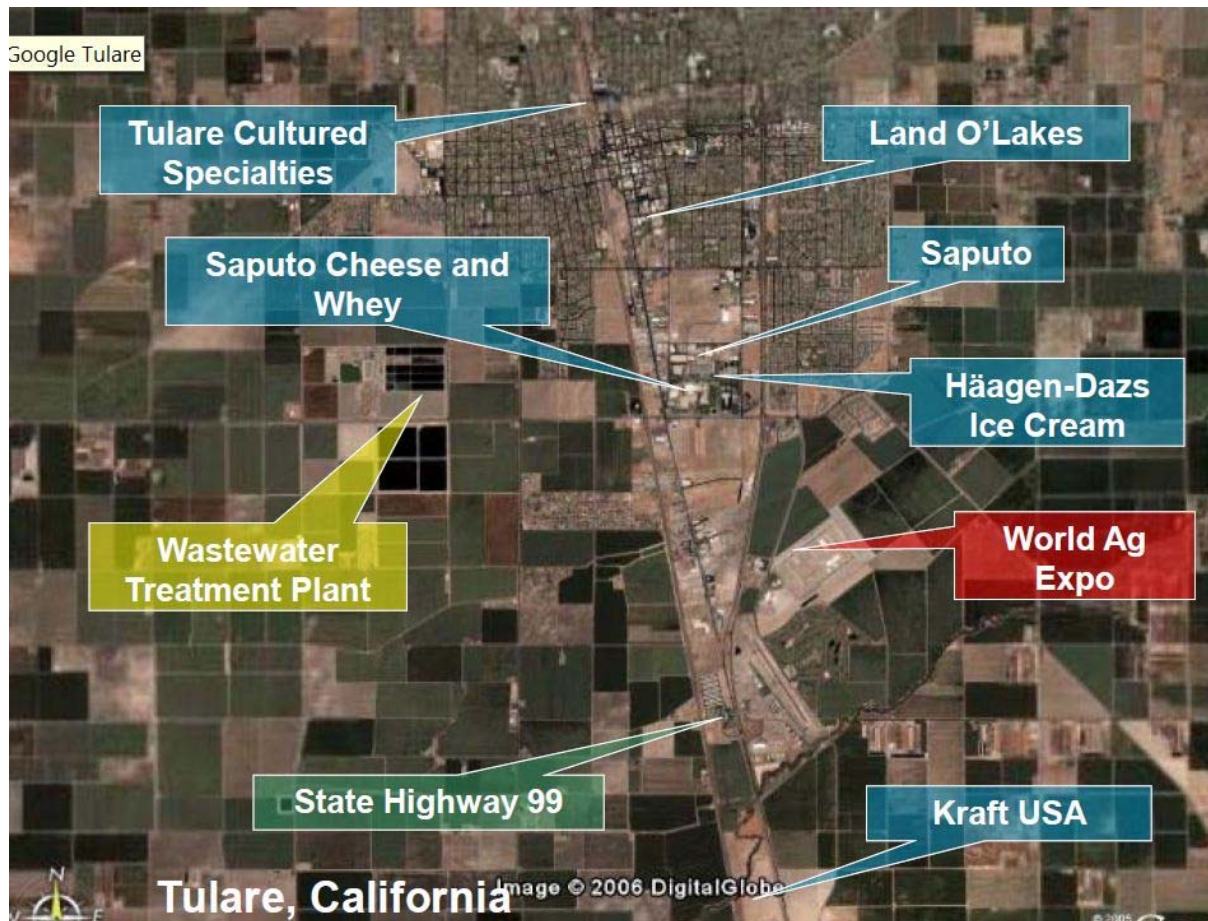 Google Tulare
Tulare Cultured
Specialties
Land O'Lakes
Saputo Cheese and
Whey
Saputo
Häagen-Dazs
Ice Cream
Wastewater
Treatment Plant
World Ag
Expo
State Highway 99
Kraft USA
N
E
Tulare, California
Image © 2006 DigitalGlobe
© 2005